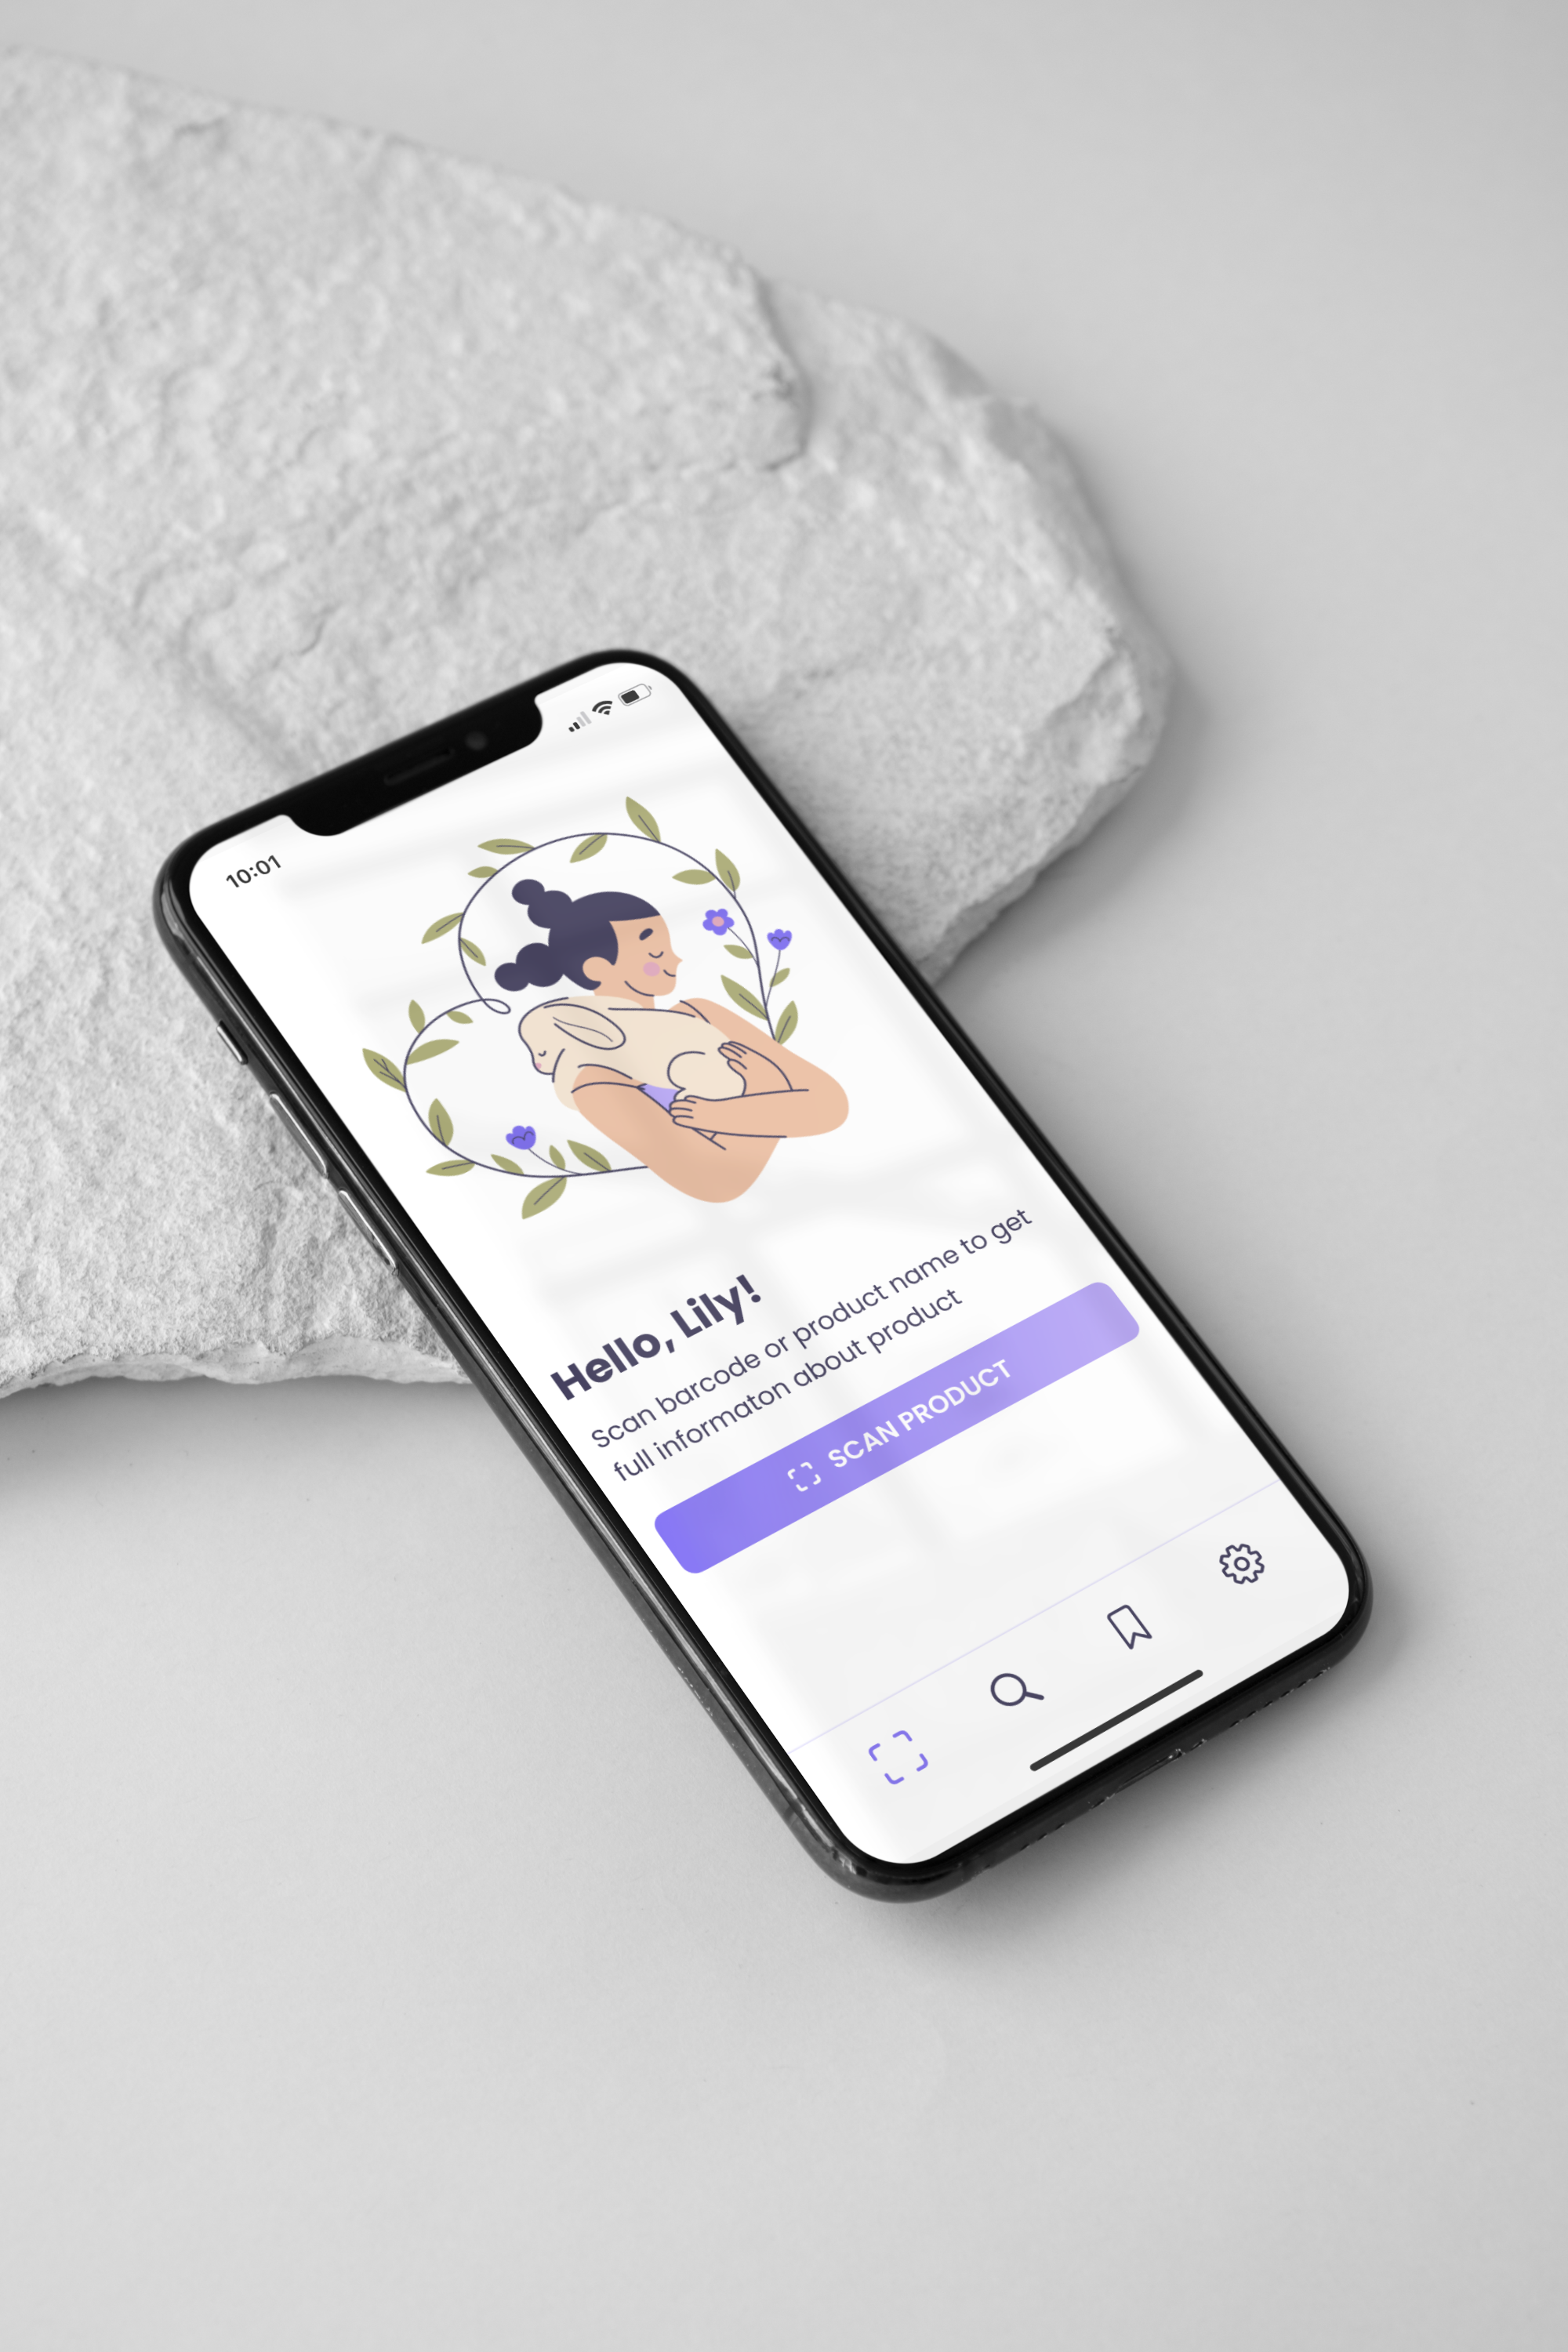 10:01
Hello, Lily!
Scan barcode or product name to get
full informaton about product
SCAN PRODUCT